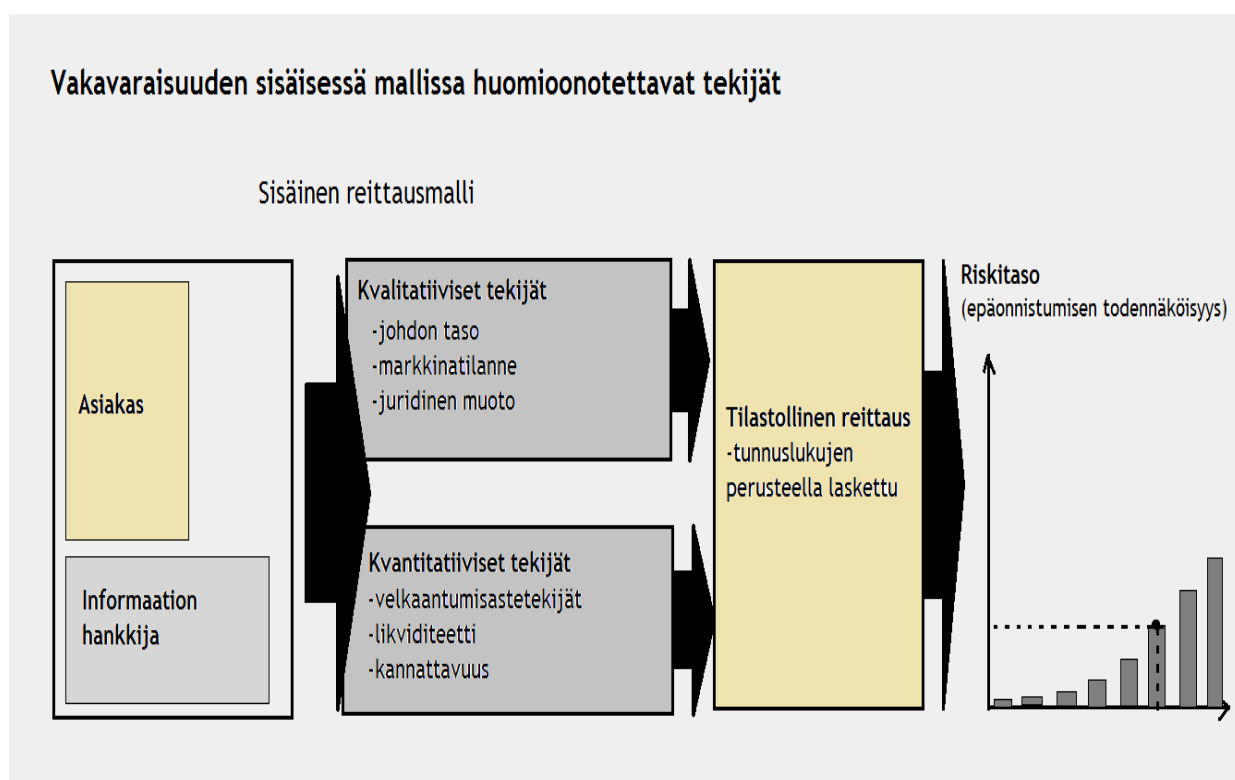 Vakavaraisuuden sisäisessä mallissa huomioonotettavat tekijät
Sisäinen reittausmalli
Asiakas
Informaation
hankkija
Kvalitatiiviset tekijät
-johdon taso
-markkinatilanne
-juridinen muoto
Kvantitatiiviset tekijät
-velkaantumisastetekijät
-likviditeetti
-kannattavuus
Tilastollinen reittaus
-tunnuslukujen
perusteella laskettu
Riskitaso
(epäonnistumisen todennäköisyys)